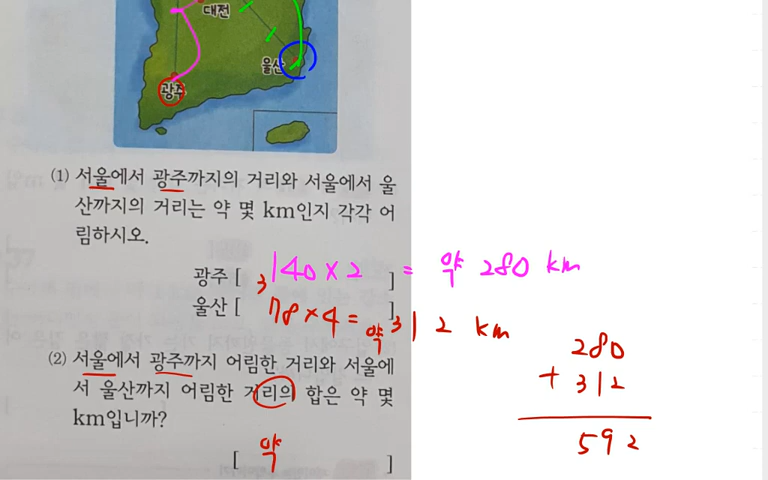 대전
울산
광주
(1) 서울에서 광주까지의 거리와 서울에서 울
산까지의 거리는 약 몇 km인지 각각 어
림하시오.
광주 [ 140 × 2 ] = 약 280 km
울산 [ 78 × 4 = ] 약 312 km
(2) 서울에서 광주까지 어림한 거리와 서울에
서 울산까지 어림한 거리의 합은 약 몇
km입니까?
[ 약 ]
280
+ 312
592